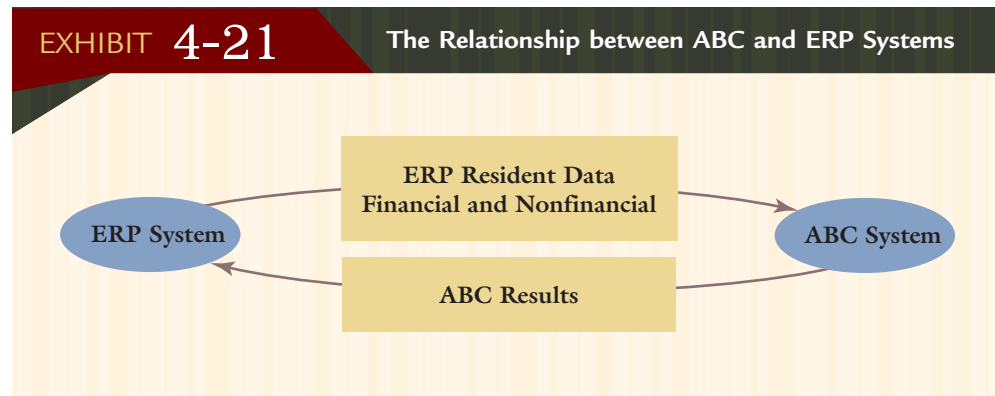 EXHIBIT 4-21
The Relationship between ABC and ERP Systems
ERP Resident Data
Financial and Nonfinancial
ERP System
ABC System
ABC Results